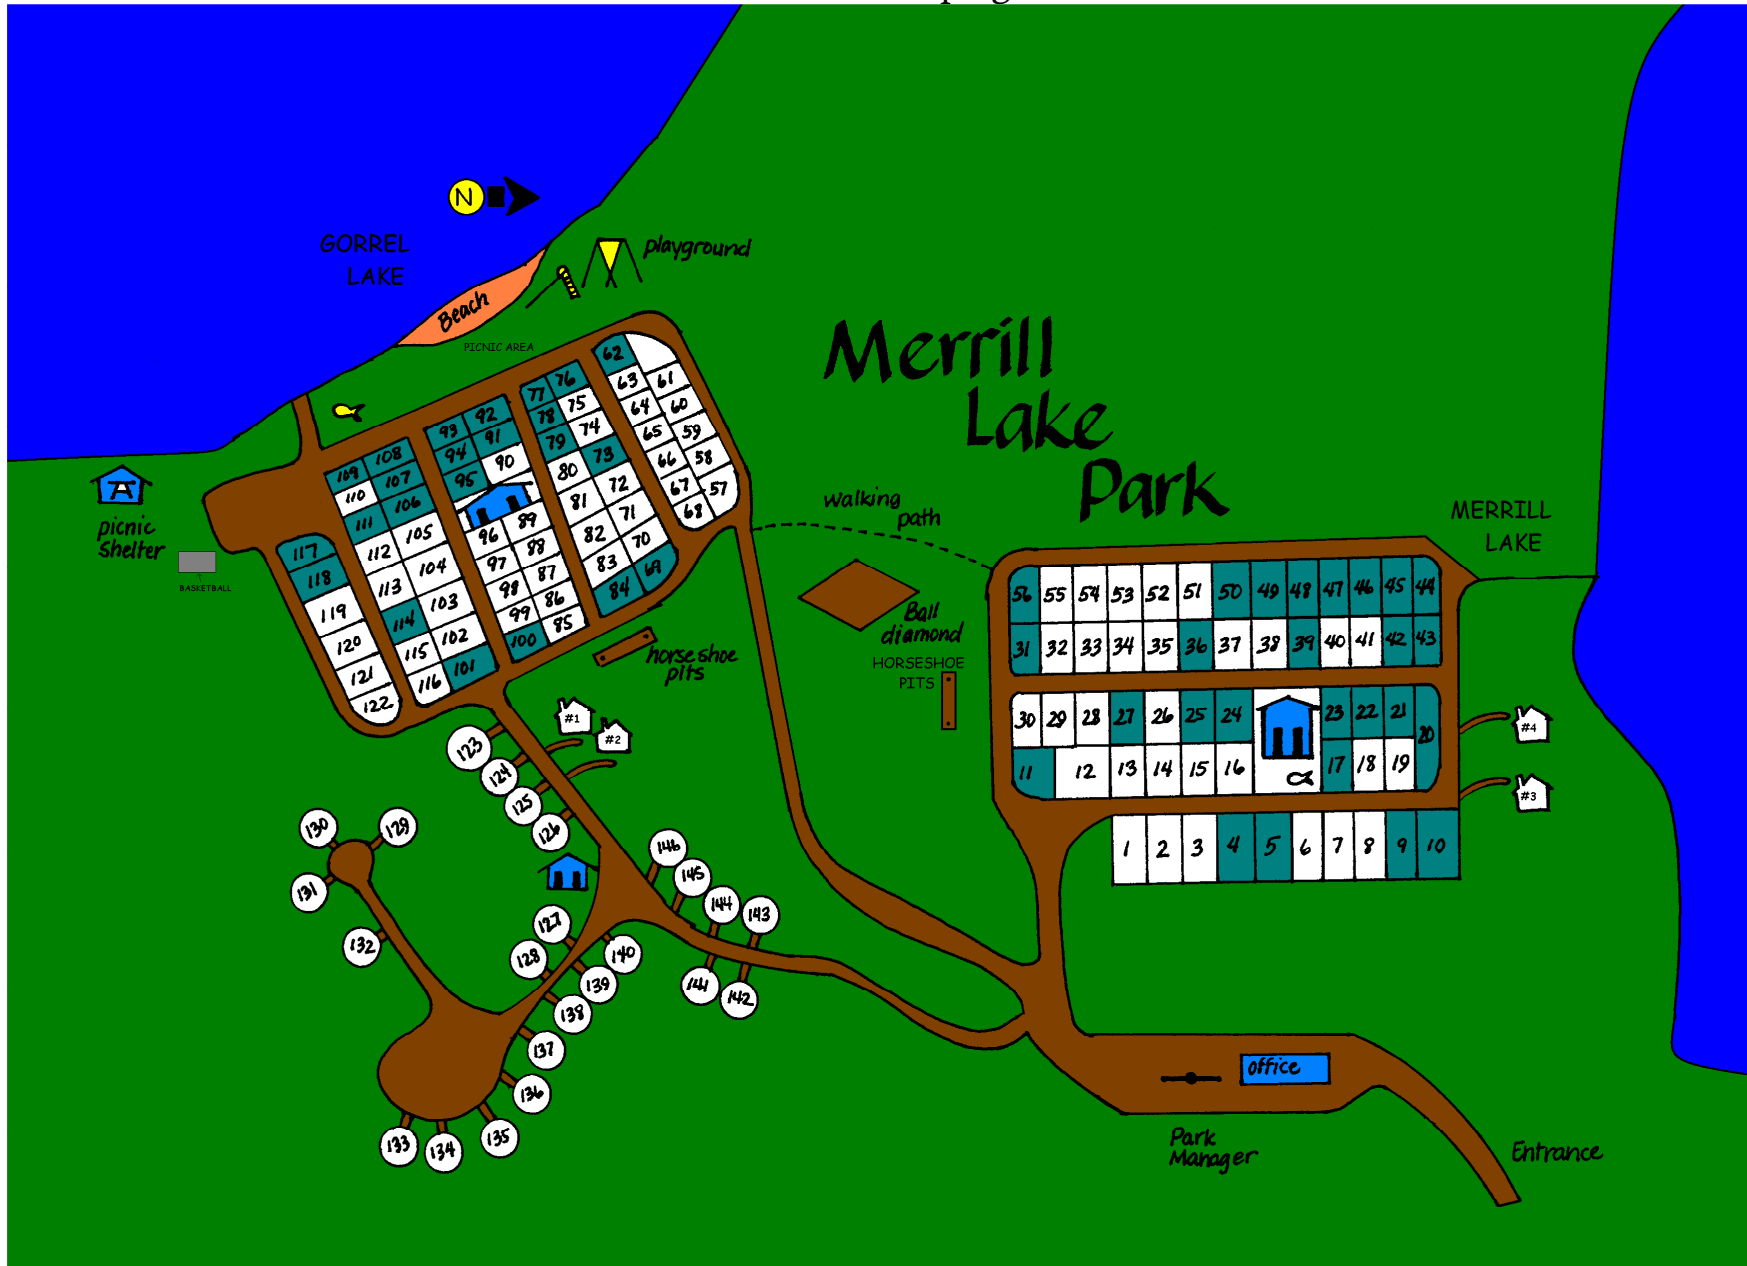 N
GORREL
LAKE
playground
Beach
PICNIC AREA
Merrill
Lake
Park
walking
path
MERRILL
LAKE
picnic
shelter
BASKETBALL
Ball
diamond
HORSESHOE
PITS
horseshoe
pits
62
63 61
64 60
65 59
66 58
67 57
68
77 76
78 75
79 74
80 73
81 72
82 71
83 70
84 69
93 92
94 91
95 90
96 89
97 88
98 87
99 86
100 85
109 108
110 107
111 106
112 105
113 104
114 103
115 102
116 101
117
118
119
120
121
122
56 55 54 53 52 51 50 49 48 47 46 45 44
31 32 33 34 35 36 37 38 39 40 41 42 43
30 29 28 27 26 25 24 23 22 21 20
11 12 13 14 15 16 17 18 19
1 2 3 4 5 6 7 8 9 10
#1
#2
#4
#3
123
124
125
126
130 129
131
132
127
128
146
145
144 143
140
139
138
141 142
137
136
135
133 134
office
Park
Manager
Entrance